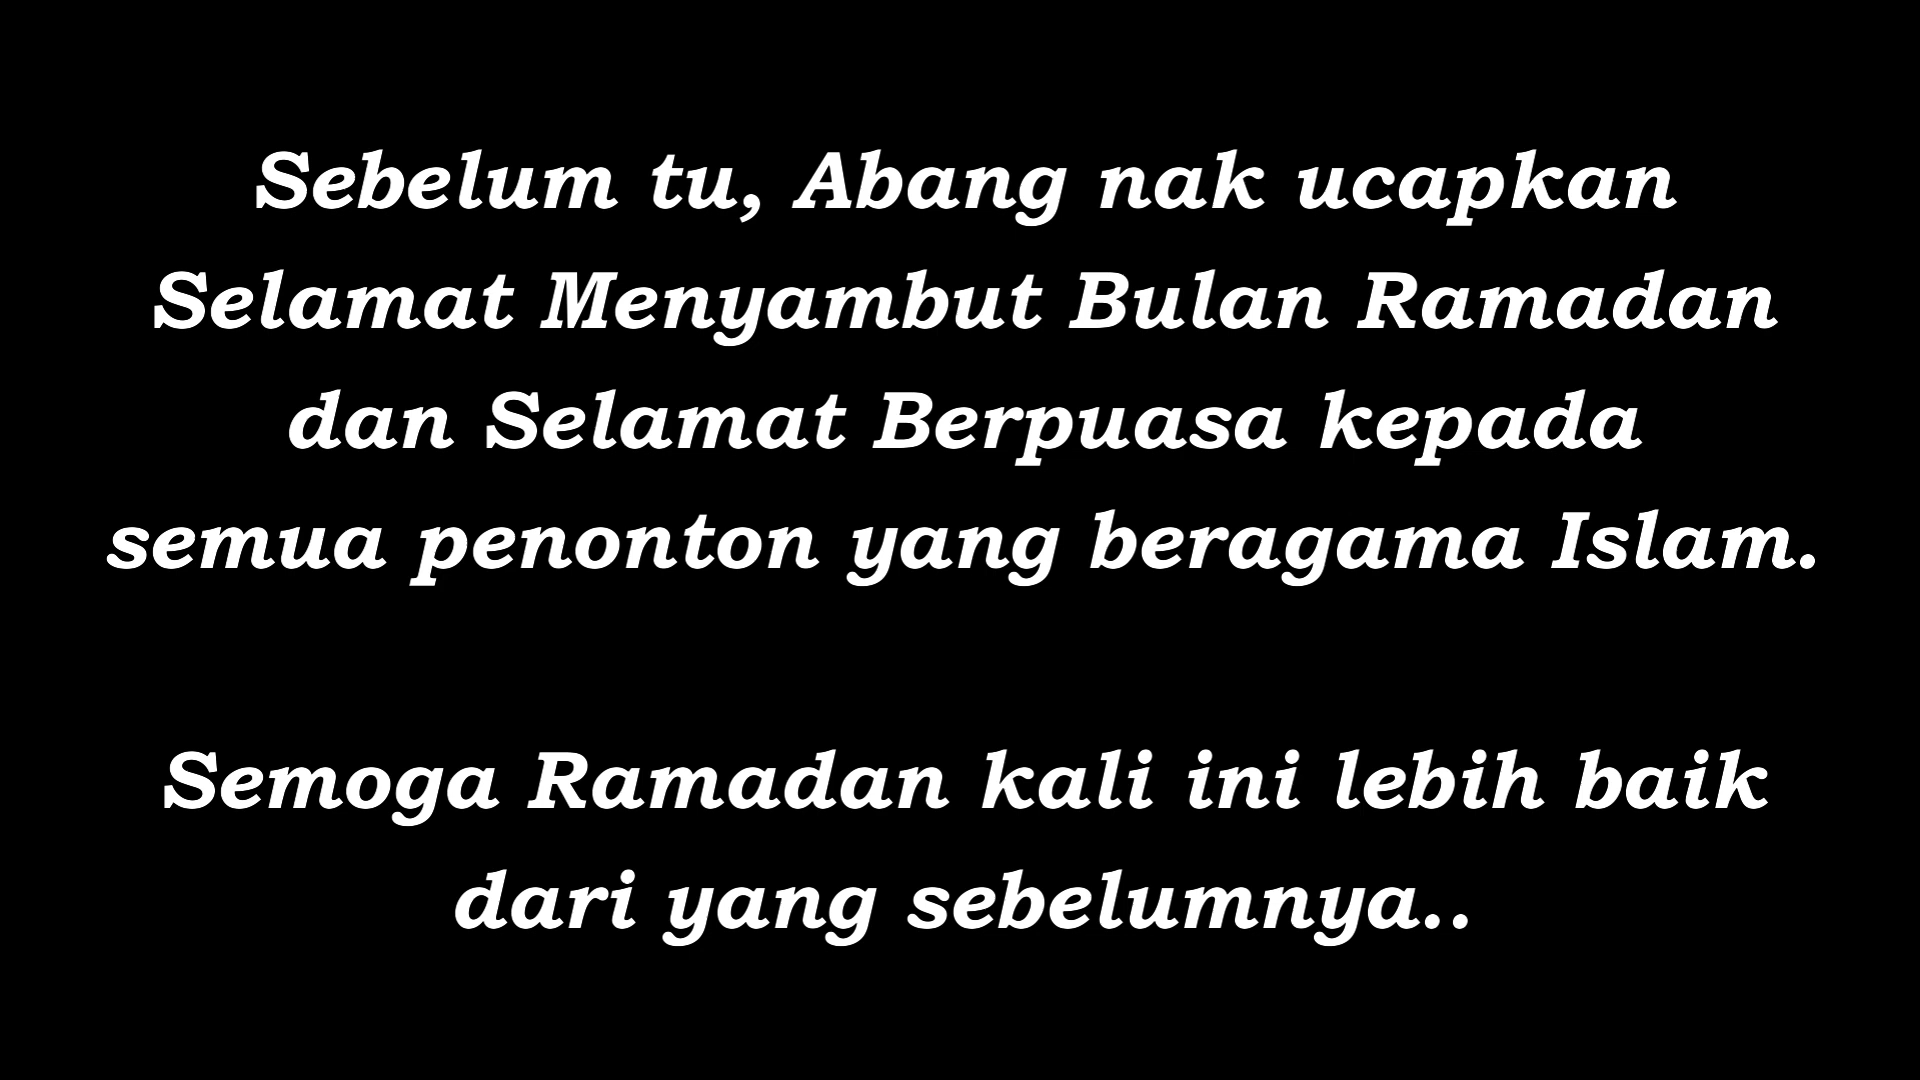 Sebelum tu, Abang nak ucapkan
Selamat Menyambut Bulan Ramadan
dan Selamat Berpuasa kepada
semua penonton yang beragama Islam.
Semoga Ramadan kali ini lebih baik
dari yang sebelumnya..